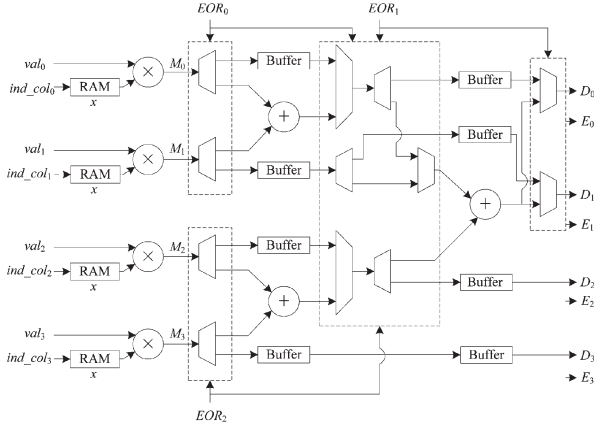 EOR₀
EOR₁
val₀
M₀
Buffer
Buffer
ind_col₀
RAM
×
D₀
x
+
E₀
val₁
M₁
Buffer
ind_col₁
RAM
×
Buffer
x
D₁
+
E₁
val₂
M₂
Buffer
ind_col₂
RAM
×
Buffer
D₂
x
+
E₂
val₃
M₃
ind_col₃
RAM
×
Buffer
Buffer
D₃
x
E₃
EOR₂